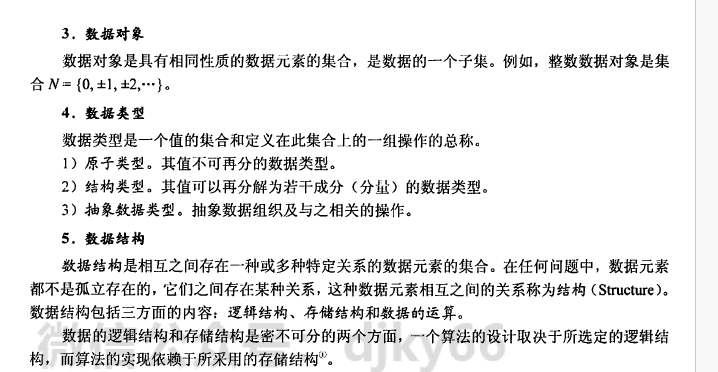 3．数据对象
数据对象是具有相同性质的数据元素的集合，是数据的一个子集。例如，整数数据对象是集
合 N = {0, ±1, ±2,⋯}。
4．数据类型
数据类型是一个值的集合和定义在此集合上的一组操作的总称。
1）原子类型。其值不可再分的数据类型。
2）结构类型。其值可以再分解为若干成分（分量）的数据类型。
3）抽象数据类型。抽象数据组织及与之相关的操作。
5．数据结构
数据结构是相互之间存在一种或多种特定关系的数据元素的集合。在任何问题中，数据元素
都不是孤立存在的，它们之间存在某种关系，这种数据元素相互之间的关系称为结构（Structure）。
数据结构包括三方面的内容：逻辑结构、存储结构和数据的运算。
数据的逻辑结构和存储结构是密不可分的两个方面，一个算法的设计取决于所选定的逻辑结
构，而算法的实现依赖于所采用的存储结构①。
微信公众号：djky66